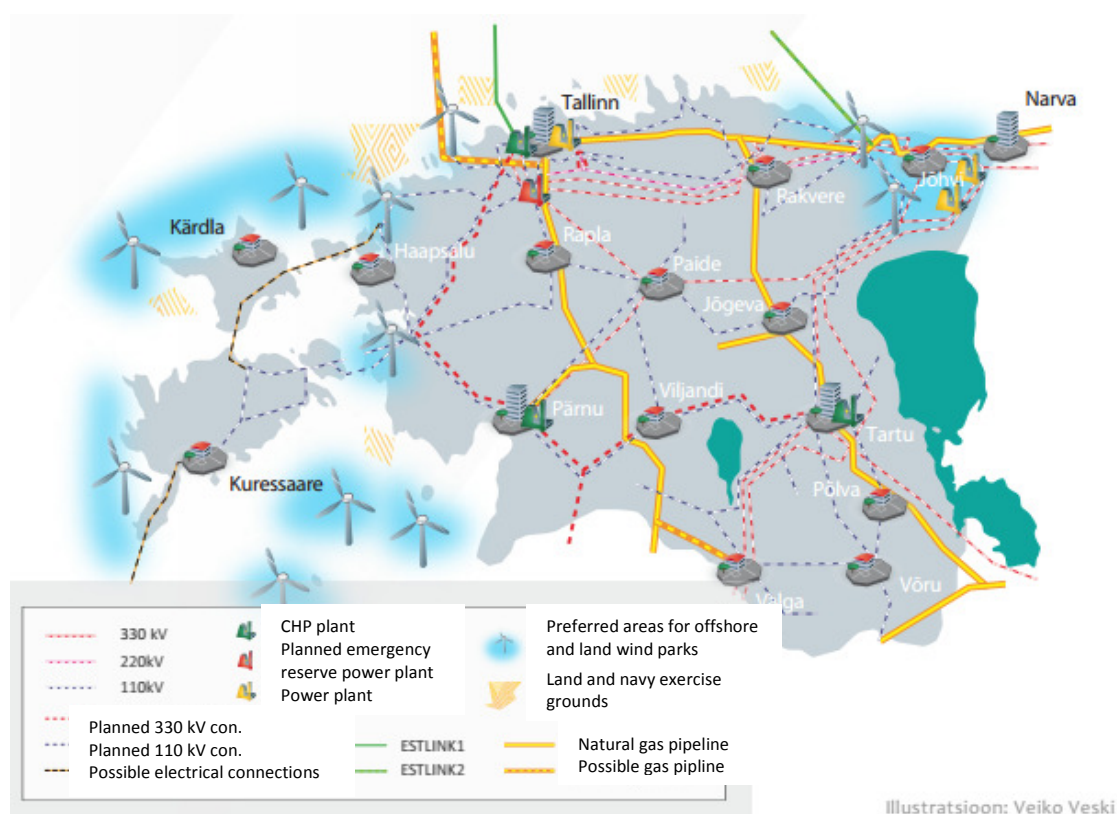 Tallinn
Narva
Jõhvi
Rakvere
Kärdla
Haapsalu
Rapla
Paide
Jõgeva
Viljandi
Pärnu
Tartu
Kuressaare
Põlva
Valga
Võru
330 kV
220kV
110kV
Planned 330 kV con.
Planned 110 kV con.
Possible electrical connections
CHP plant
Planned emergency
reserve power plant
Power plant
ESTLINK1
ESTLINK2
Preferred areas for offshore
and land wind parks
Land and navy exercise
grounds
Natural gas pipeline
Possible gas pipline
Illustratsioon: Veiko Veski